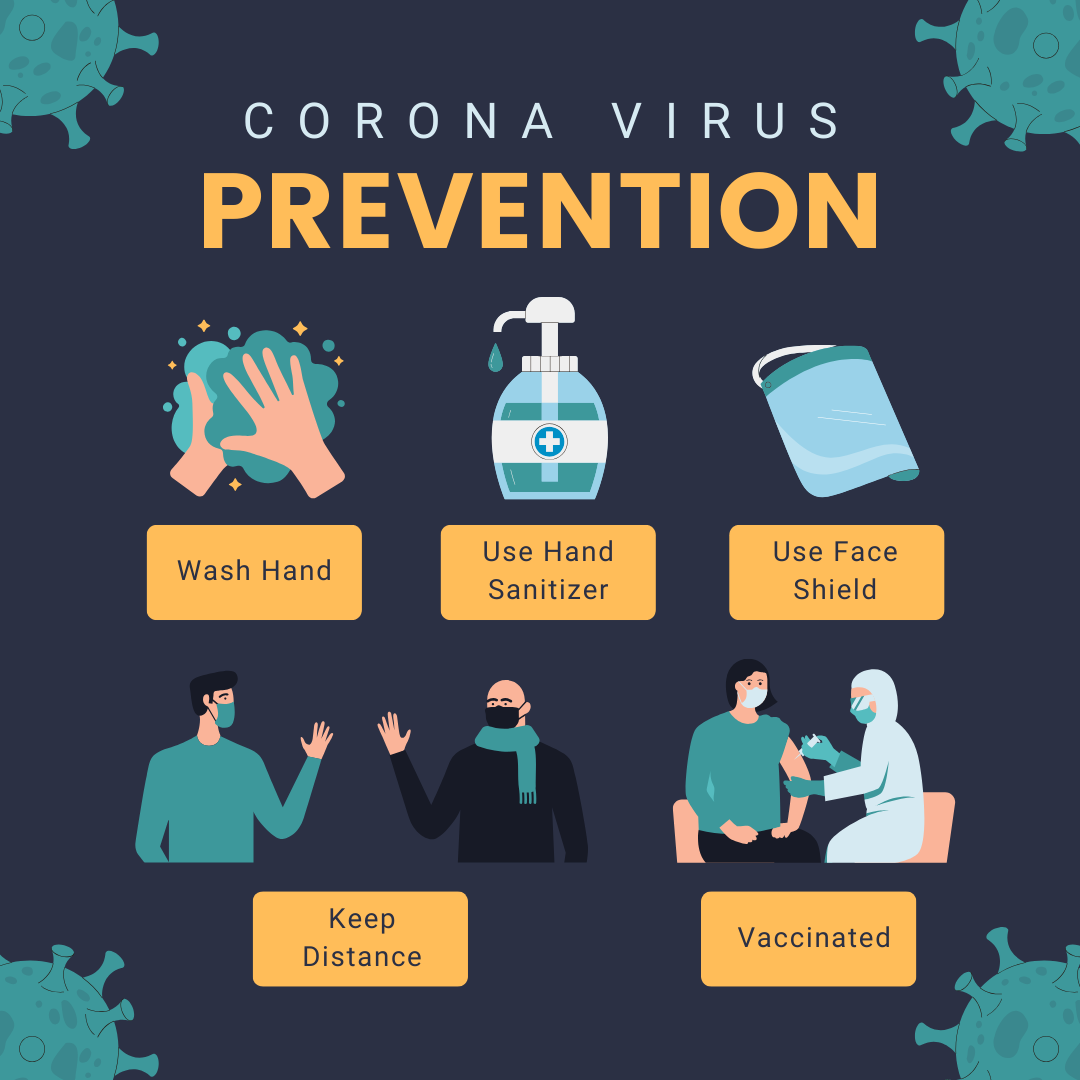 CORONA VIRUS
PREVENTION
Wash Hand
Use Hand
Sanitizer
Use Face
Shield
Keep
Distance
Vaccinated